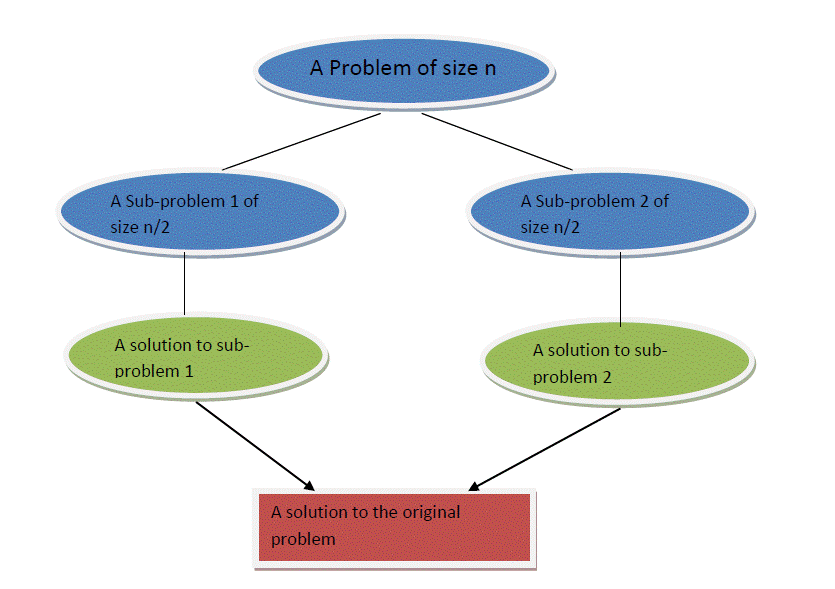 A Problem of size n
A Sub-problem 1 of
size n/2
A Sub-problem 2 of
size n/2
A solution to sub-
problem 1
A solution to sub-
problem 2
A solution to the original
problem